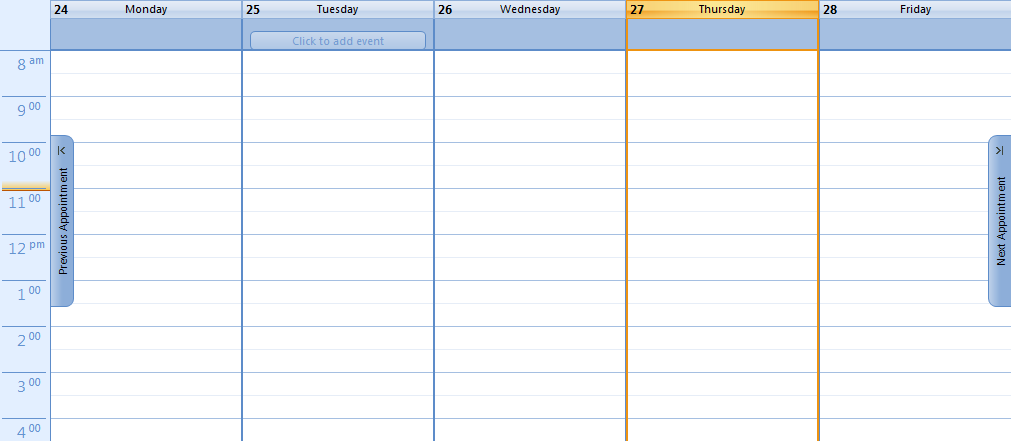 24 Monday 25 Tuesday 26 Wednesday 27 Thursday 28 Friday
Click to add event
8 am
9 00
10 00
11 00
12 pm
1 00
2 00
3 00
4 00
Previous Appointment
Next Appointment